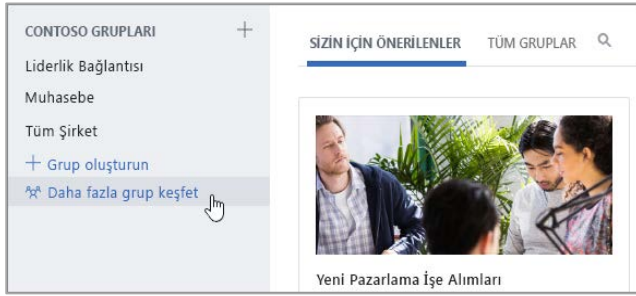 CONTOSO GRUPLARI
Liderlik Bağlantısı
Muhasebe
Tüm Şirket
Grup oluşturun
Daha fazla grup keşfet
SİZİN İÇİN ÖNERİLENLER TÜM GRUPLAR
Yeni Pazarlama İşe Alımları